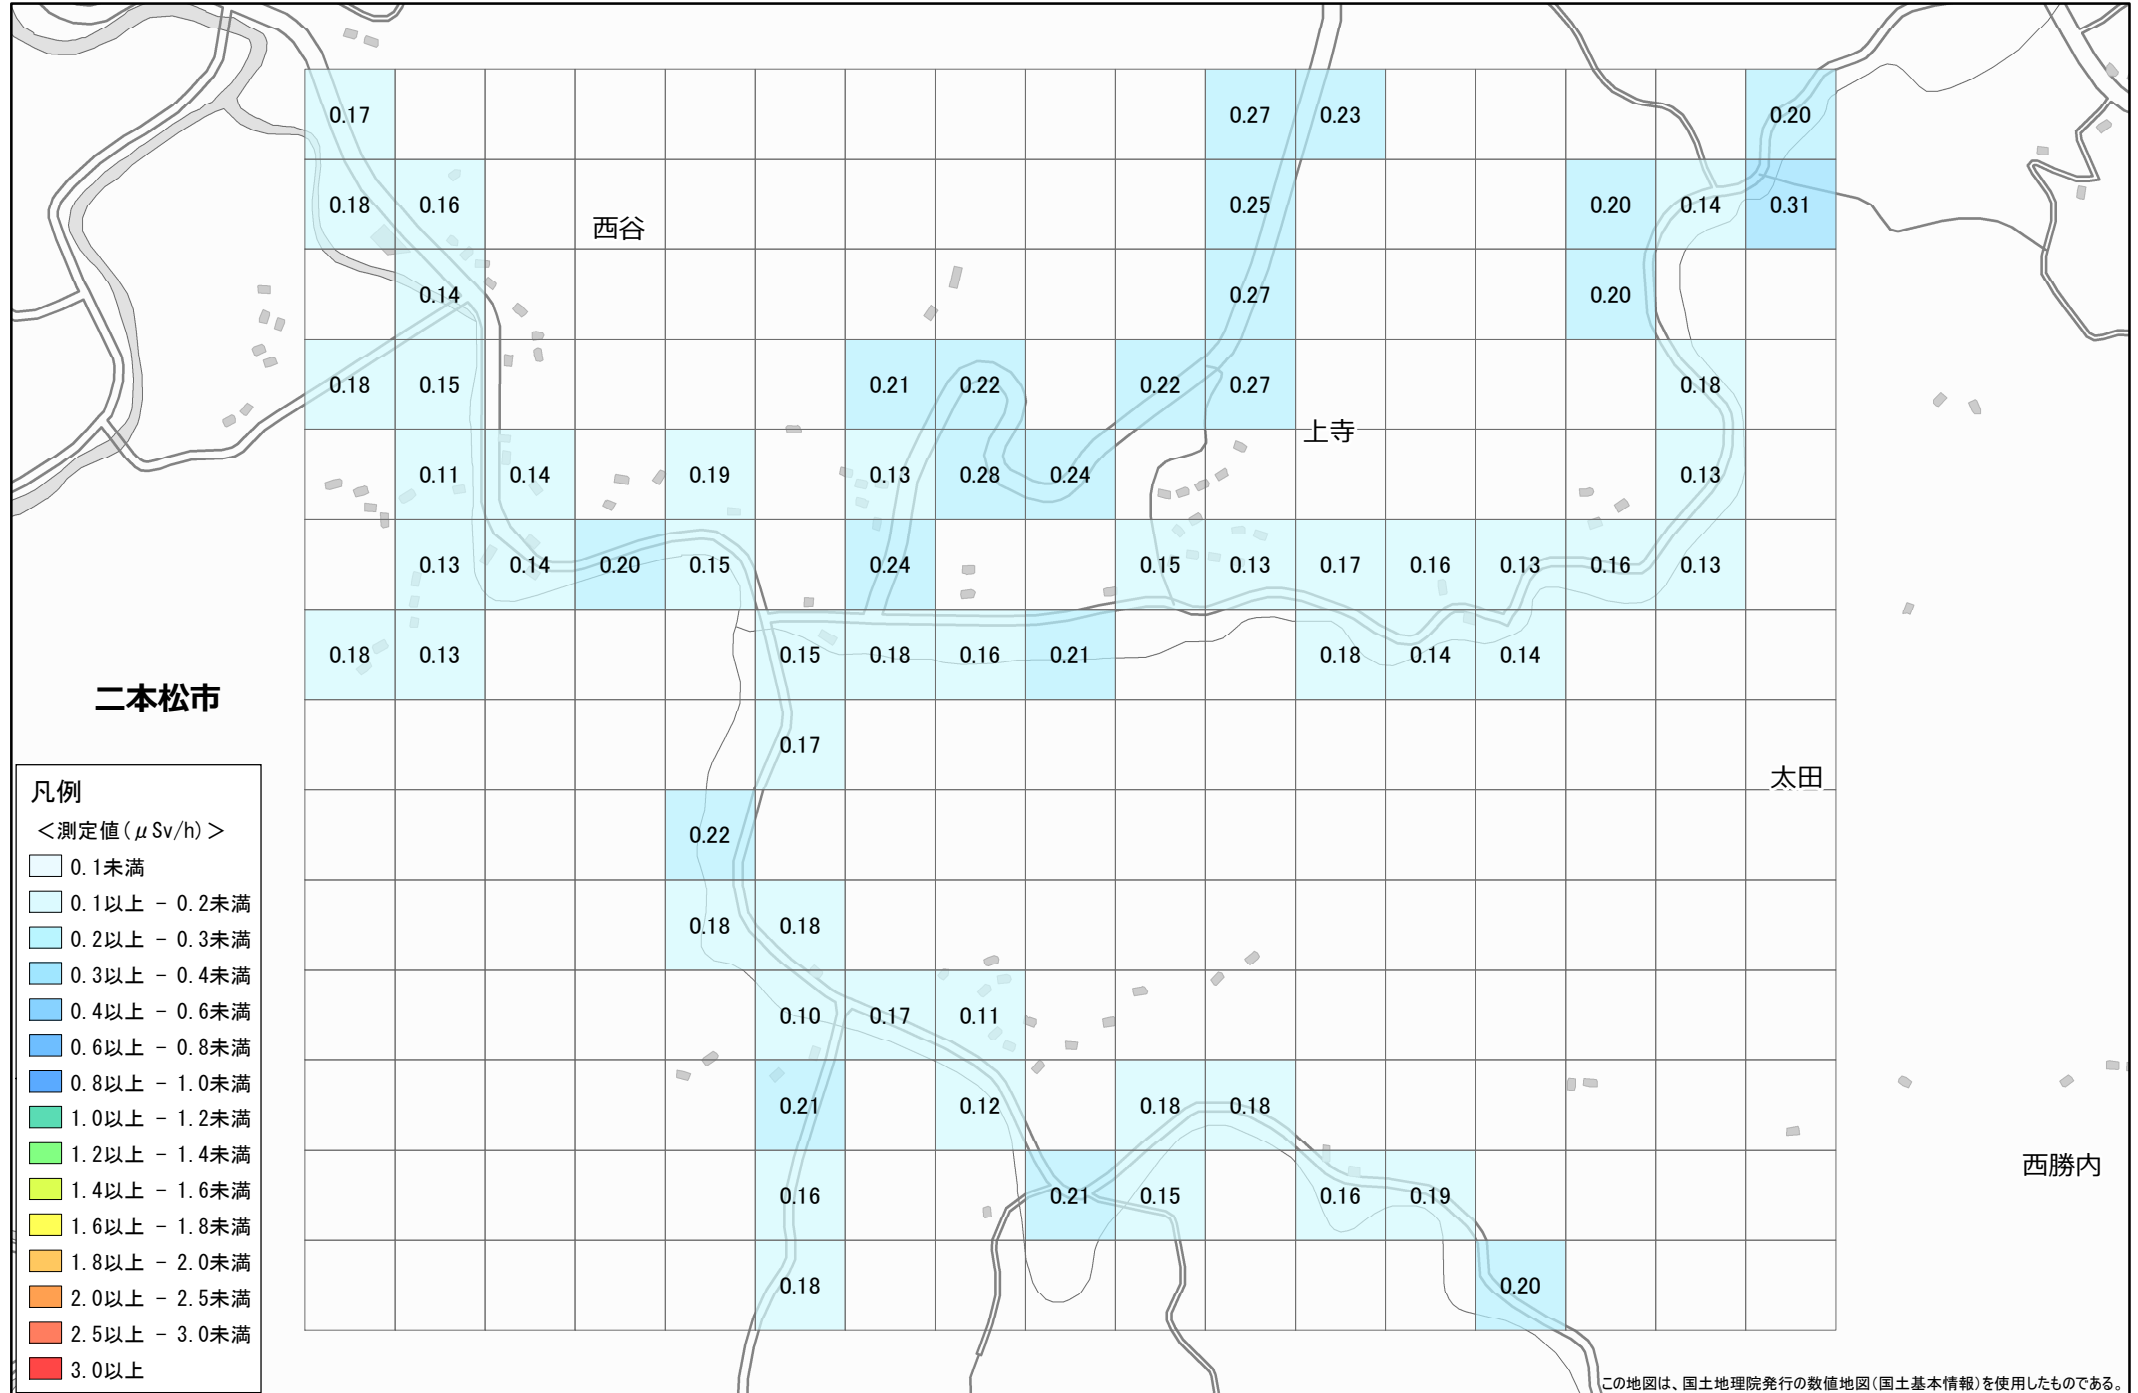 0.17 0.27 0.23 0.20
0.18 0.16 0.25 0.20 0.14 0.31
西谷
0.14 0.27 0.20
0.18 0.15 0.21 0.22 0.22 0.27 0.18
上寺
0.11 0.14 0.19 0.13 0.28 0.24 0.13
0.13 0.14 0.20 0.15 0.24 0.15 0.13 0.17 0.16 0.13 0.16 0.13
0.18 0.13 0.15 0.18 0.16 0.21 0.18 0.14 0.14
二本松市
0.17
太田
0.22
0.18 0.18
0.10 0.17 0.11
0.21 0.12 0.18 0.18
西勝内
0.16 0.21 0.15 0.16 0.19
0.18 0.20
凡例
＜測定値(μSv/h)＞
0.1未満
0.1以上 － 0.2未満
0.2以上 － 0.3未満
0.3以上 － 0.4未満
0.4以上 － 0.6未満
0.6以上 － 0.8未満
0.8以上 － 1.0未満
1.0以上 － 1.2未満
1.2以上 － 1.4未満
1.4以上 － 1.6未満
1.6以上 － 1.8未満
1.8以上 － 2.0未満
2.0以上 － 2.5未満
2.5以上 － 3.0未満
3.0以上
この地図は、国土地理院発行の数値地図(国土基本情報)を使用したものである。